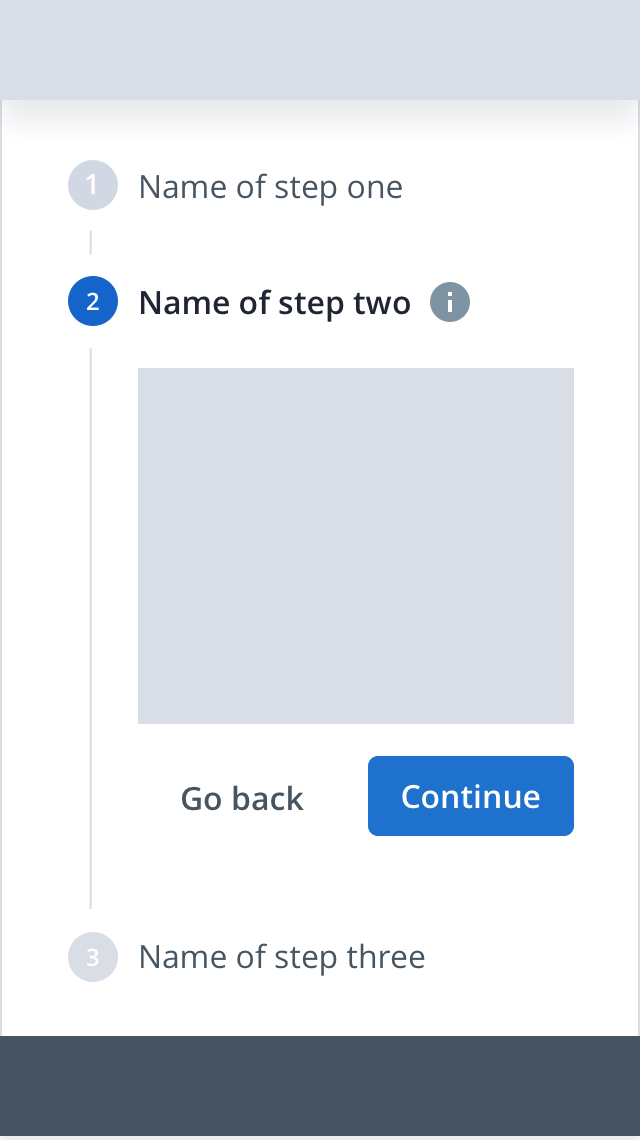 1 Name of step one
2 Name of step two i
Go back Continue
3 Name of step three